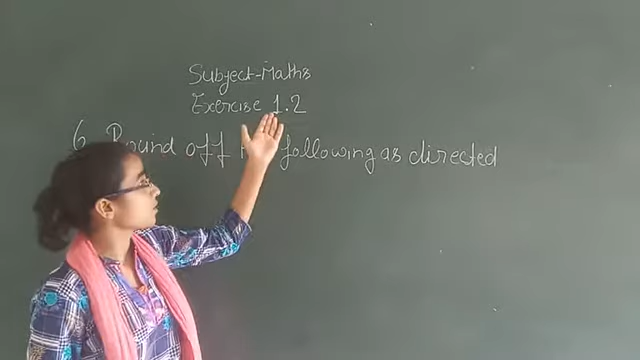 Subject-Maths
Exercise 1.2
6. Round off following as directed